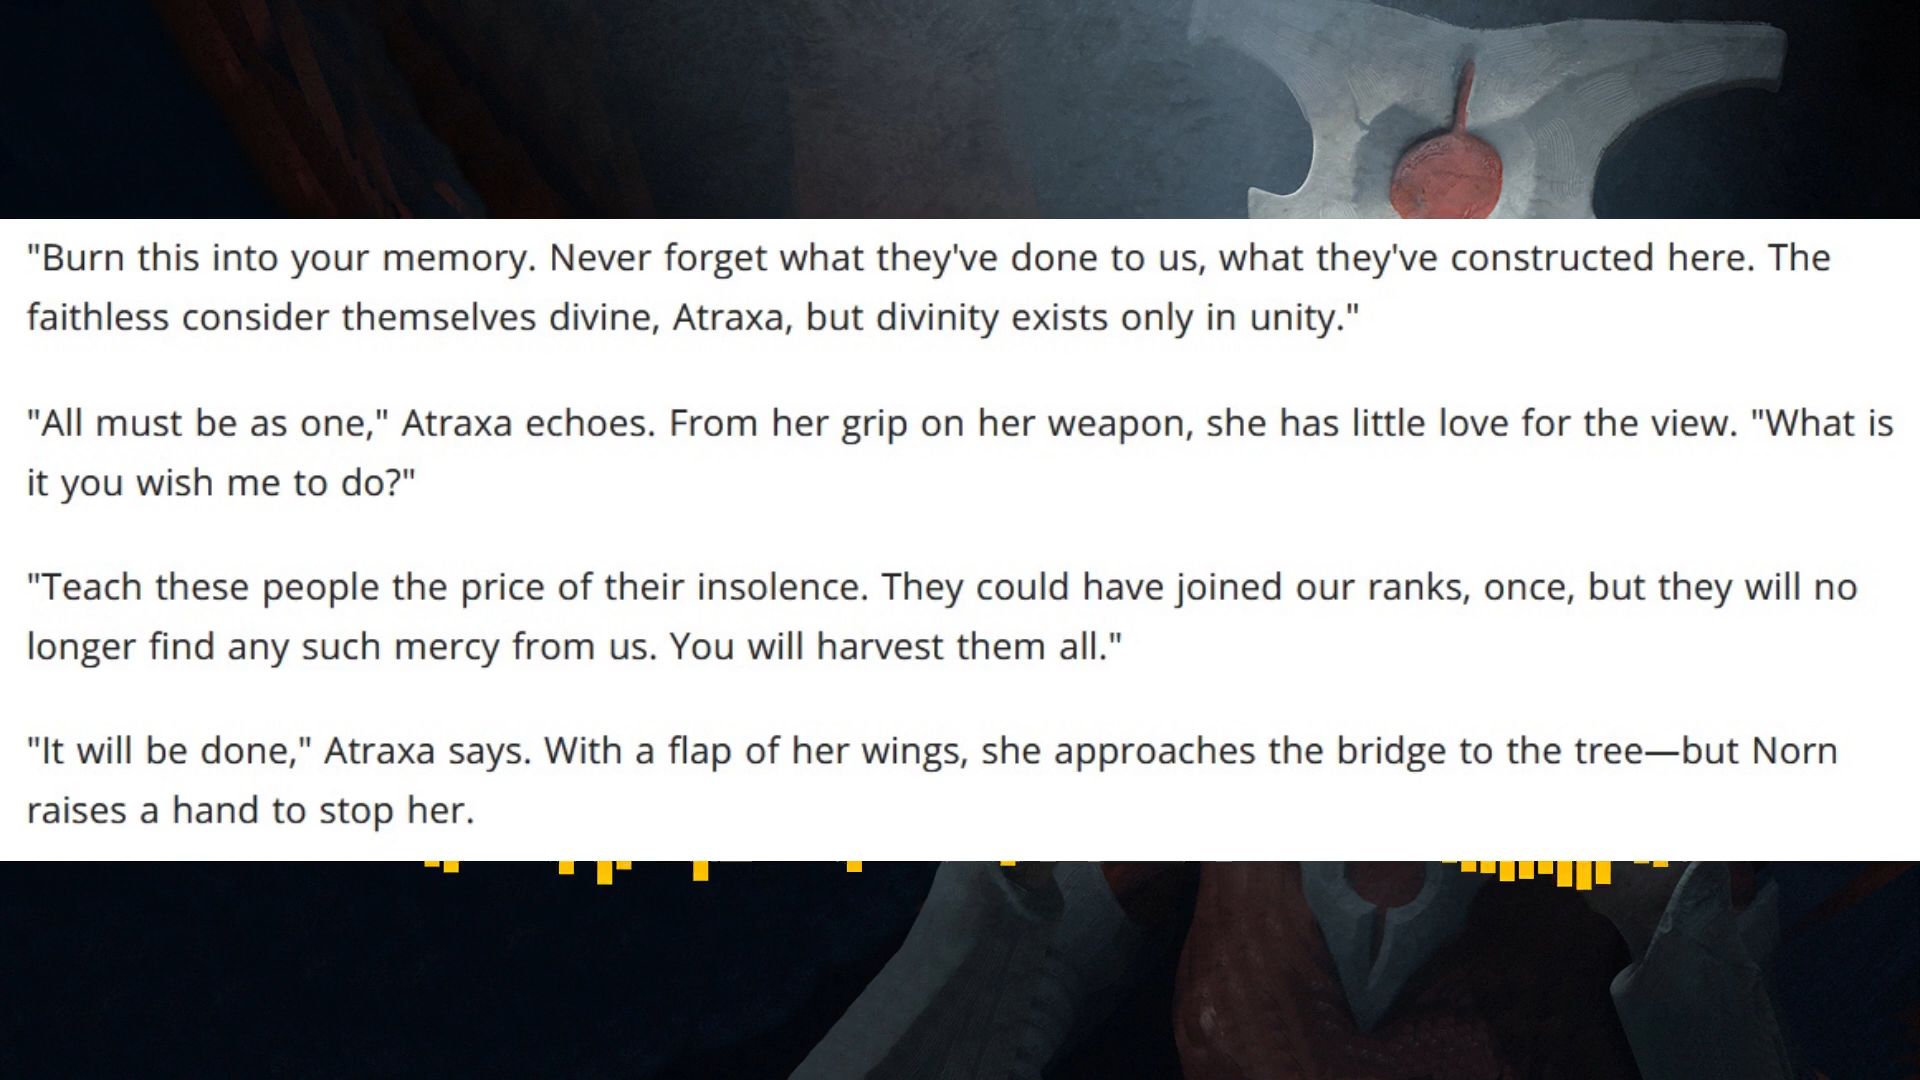 "Burn this into your memory. Never forget what they've done to us, what they've constructed here. The
faithless consider themselves divine, Atraxa, but divinity exists only in unity."
"All must be as one," Atraxa echoes. From her grip on her weapon, she has little love for the view. "What is
it you wish me to do?"
"Teach these people the price of their insolence. They could have joined our ranks, once, but they will no
longer find any such mercy from us. You will harvest them all."
"It will be done," Atraxa says. With a flap of her wings, she approaches the bridge to the tree—but Norn
raises a hand to stop her.